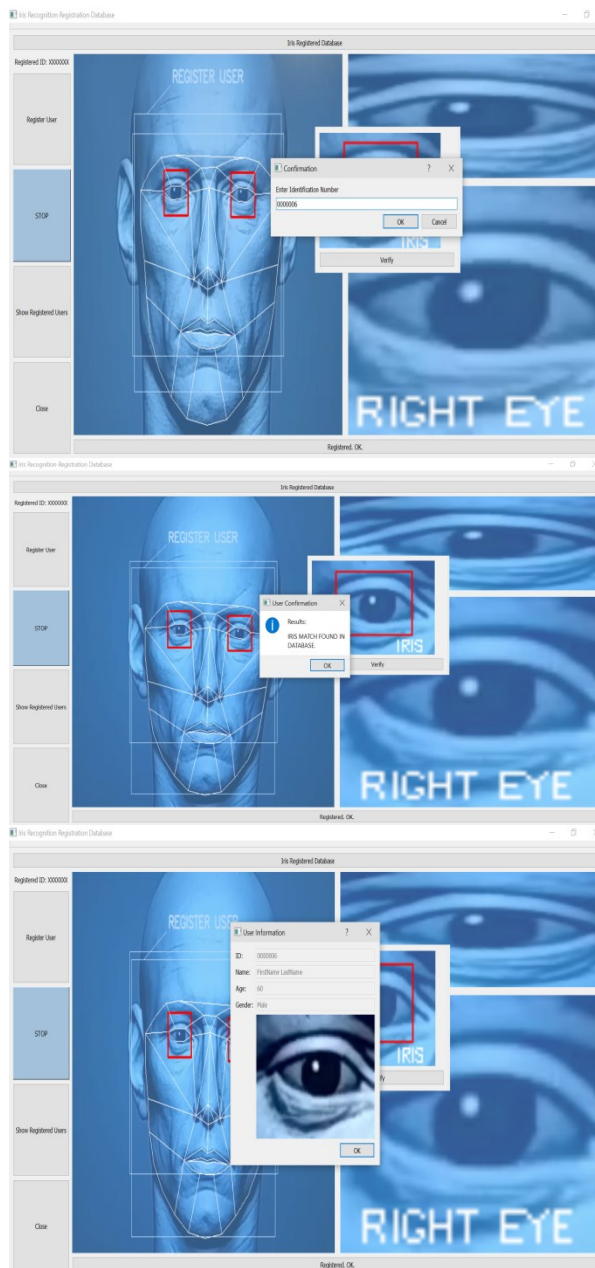 Iris Recognition Registration Database
Iris Registered Database
Registered ID: XXXXXXX
REGISTER USER
Register User
Confirmation ? X
Enter Identification Number
0000006
STOP
OK Cancel
IRIS
Verify
Show Registered Users
Close
RIGHT EYE
Registered. OK.
Iris Recognition Registration Database
Iris Registered Database
Registered ID: XXXXXXX
REGISTER USER
Register User
User Confirmation X
Results:
STOP
IRIS MATCH FOUND IN
DATABASE.
IRIS
OK
Verify
Show Registered Users
Close
RIGHT EYE
Registered. OK.
Iris Recognition Registration Database
Iris Registered Database
Registered ID: XXXXXXX
REGISTER USER
Register User
User Information ? X
ID: 0000006
Name: FirstName LastName
Age: 60
Gender: Male
STOP
IRIS
fy
Show Registered Users
OK
Close
RIGHT EYE
Registered. OK.